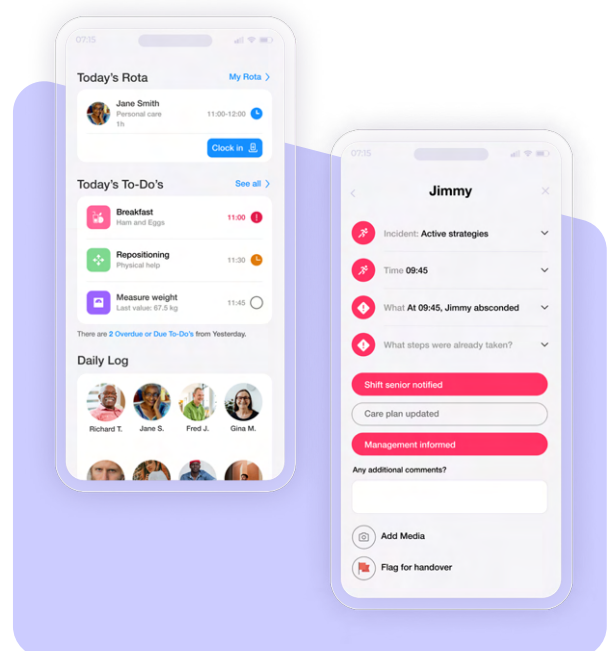 07:15
Today's Rota
My Rota
Jane Smith
Personal care
1h
11:00-12:00
Clock in
Today's To-Do's
See all
Breakfast
Ham and Eggs
11:00
Repositioning
Physical help
11:30
Measure weight
Last value: 67.5 kg
11:45
There are 2 Overdue or Due To-Do's from Yesterday.
Daily Log
Richard T.
Jane S.
Fred J.
Gina M.
07:15
Jimmy
Incident: Active strategies
Time 09:45
What At 09:45, Jimmy absconded
What steps were already taken?
Shift senior notified
Care plan updated
Management informed
Any additional comments?
Add Media
Flag for handover